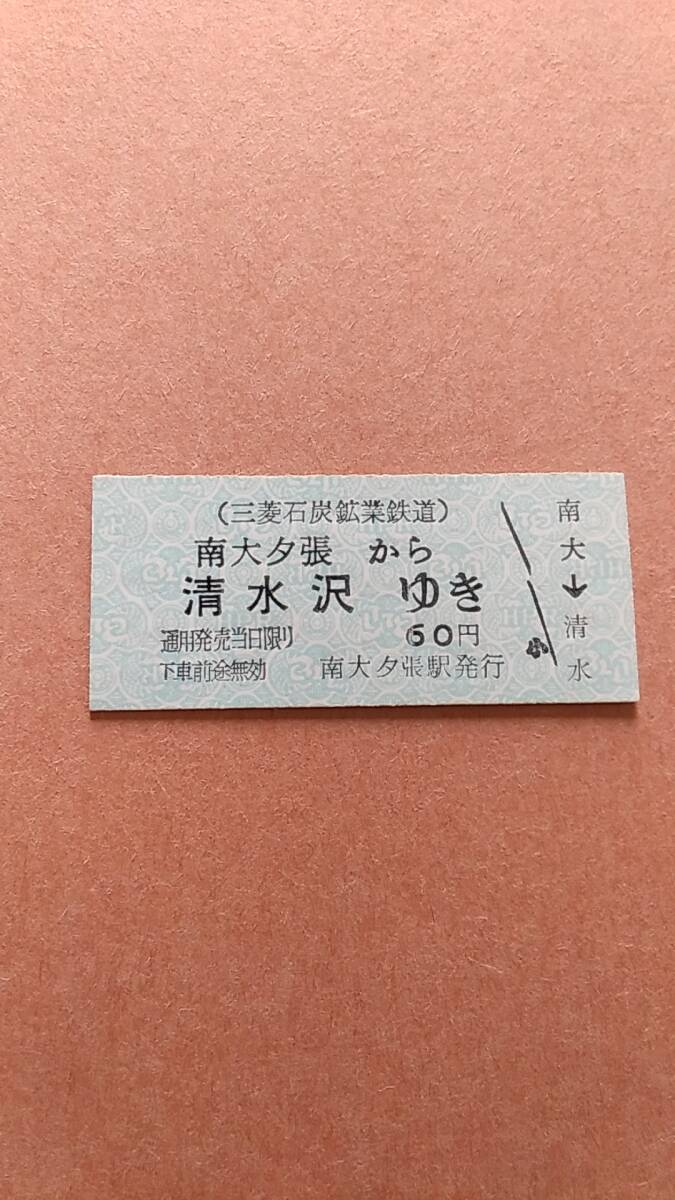 (三菱石炭鉱業鉄道)
南大夕張 から
清水沢 ゆき
通用発売当日限り 60円
下車前途無効 南大夕張駅発行
小
南大↓清水